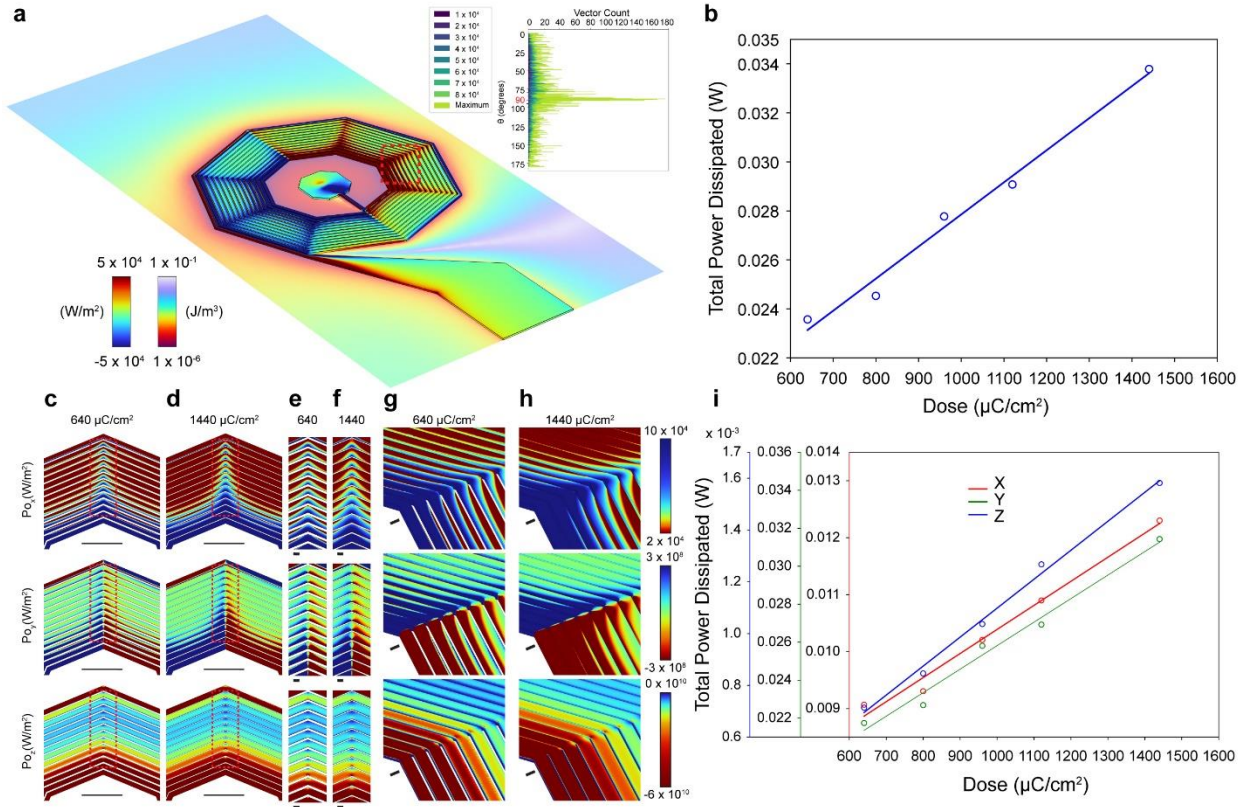 a
1 x 10⁴
2 x 10⁴
3 x 10⁴
4 x 10⁴
5 x 10⁴
6 x 10⁴
7 x 10⁴
8 x 10⁴
Maximum
Vector Count
0 20 40 60 80 100 120 140 160 180
0
25
50
75
90
100
125
150
175
θ (degrees)
5 x 10⁴ 1 x 10⁻¹
(W/m²) (J/m³)
-5 x 10⁴ 1 x 10⁻⁶
b
Total Power Dissipated (W)
0.035
0.034
0.032
0.030
0.028
0.026
0.024
0.022
600 700 800 900 1000 1100 1200 1300 1400 1500 1600
Dose (µC/cm²)
c d e f g h i
640 µC/cm² 1440 µC/cm² 640 1440 640 µC/cm² 1440 µC/cm²
Poₓ(W/m²)
10 x 10⁴
2 x 10⁴
3 x 10⁸
-3 x 10⁸
0 x 10¹⁰
-6 x 10¹⁰
x 10⁻³
1.7
1.6
1.4
1.2
1.0
0.8
0.6
0.036
0.034
0.032
0.030
0.028
0.026
0.024
0.022
0.014
0.013
0.012
0.011
0.010
0.009
Total Power Dissipated (W)
X
Y
Z
600 700 800 900 1000 1100 1200 1300 1400 1500 1600
Dose (µC/cm²)